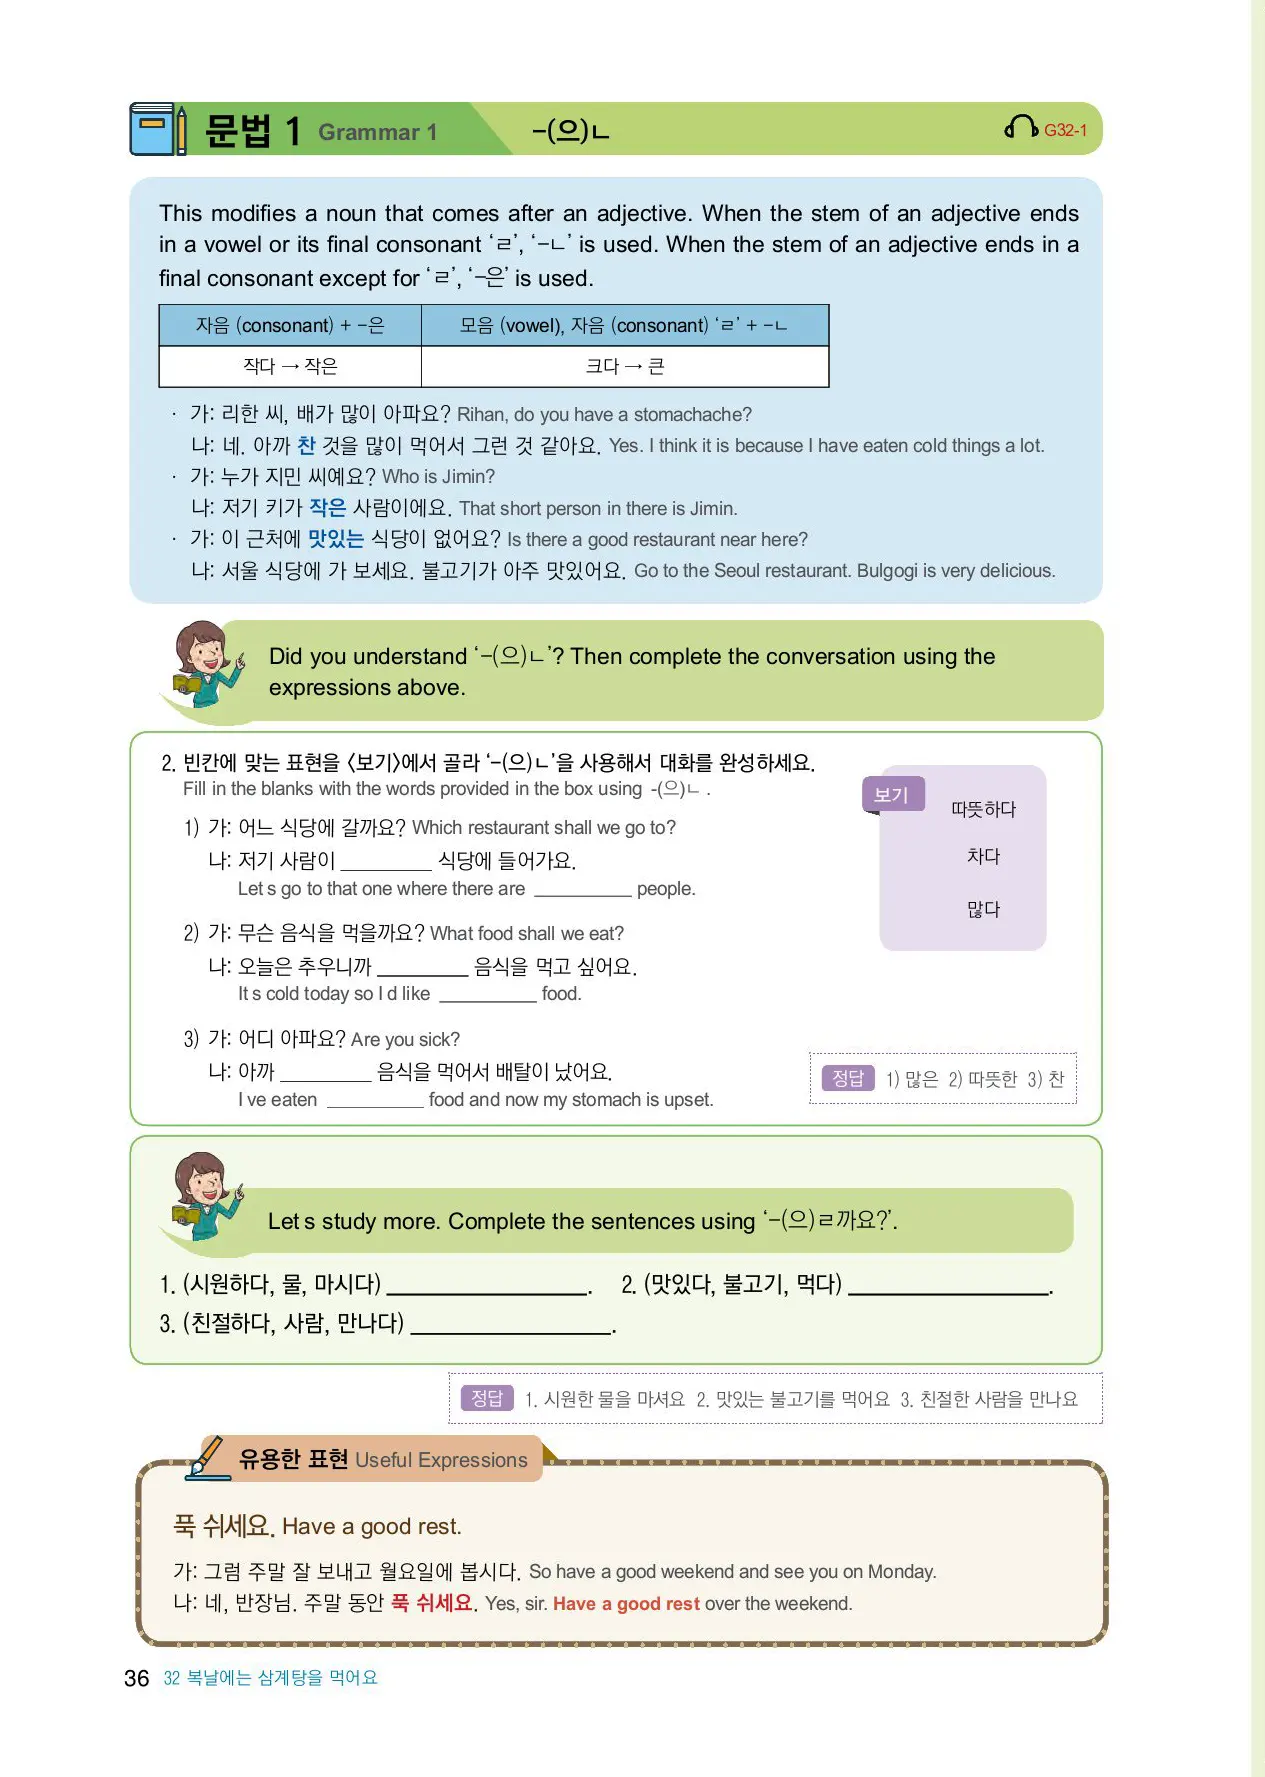 문법 1 Grammar 1 -(으)ㄴ G32-1
This modifies a noun that comes after an adjective. When the stem of an adjective ends
in a vowel or its final consonant ‘ㄹ’, ‘-ㄴ’ is used. When the stem of an adjective ends in a
final consonant except for ‘ㄹ’, ‘-은’ is used.
자음 (consonant) + -은 모음 (vowel), 자음 (consonant) ‘ㄹ’ + -ㄴ
작다 → 작은 크다 → 큰
· 가: 리한 씨, 배가 많이 아파요? Rihan, do you have a stomachache?
나: 네. 아까 찬 것을 많이 먹어서 그런 것 같아요. Yes. I think it is because I have eaten cold things a lot.
· 가: 누가 지민 씨예요? Who is Jimin?
나: 저기 키가 작은 사람이에요. That short person in there is Jimin.
· 가: 이 근처에 맛있는 식당이 없어요? Is there a good restaurant near here?
나: 서울 식당에 가 보세요. 불고기가 아주 맛있어요. Go to the Seoul restaurant. Bulgogi is very delicious.
Did you understand ‘-(으)ㄴ’? Then complete the conversation using the
expressions above.
2. 빈칸에 맞는 표현을 〈보기〉에서 골라 ‘-(으)ㄴ’을 사용해서 대화를 완성하세요.
Fill in the blanks with the words provided in the box using -(으)ㄴ .
보기
따뜻하다
차다
많다
1) 가: 어느 식당에 갈까요? Which restaurant shall we go to?
나: 저기 사람이 _________ 식당에 들어가요.
Let s go to that one where there are __________ people.
2) 가: 무슨 음식을 먹을까요? What food shall we eat?
나: 오늘은 추우니까 _________ 음식을 먹고 싶어요.
It s cold today so I d like __________ food.
3) 가: 어디 아파요? Are you sick?
나: 아까 _________ 음식을 먹어서 배탈이 났어요.
I ve eaten __________ food and now my stomach is upset.
정답 1) 많은 2) 따뜻한 3) 찬
Let s study more. Complete the sentences using ‘-(으)ㄹ까요?’.
1. (시원하다, 물, 마시다) __________________. 2. (맛있다, 불고기, 먹다) __________________.
3. (친절하다, 사람, 만나다) __________________.
정답 1. 시원한 물을 마셔요 2. 맛있는 불고기를 먹어요 3. 친절한 사람을 만나요
유용한 표현 Useful Expressions
푹 쉬세요. Have a good rest.
가: 그럼 주말 잘 보내고 월요일에 봅시다. So have a good weekend and see you on Monday.
나: 네, 반장님. 주말 동안 푹 쉬세요. Yes, sir. Have a good rest over the weekend.
36 32 복날에는 삼계탕을 먹어요